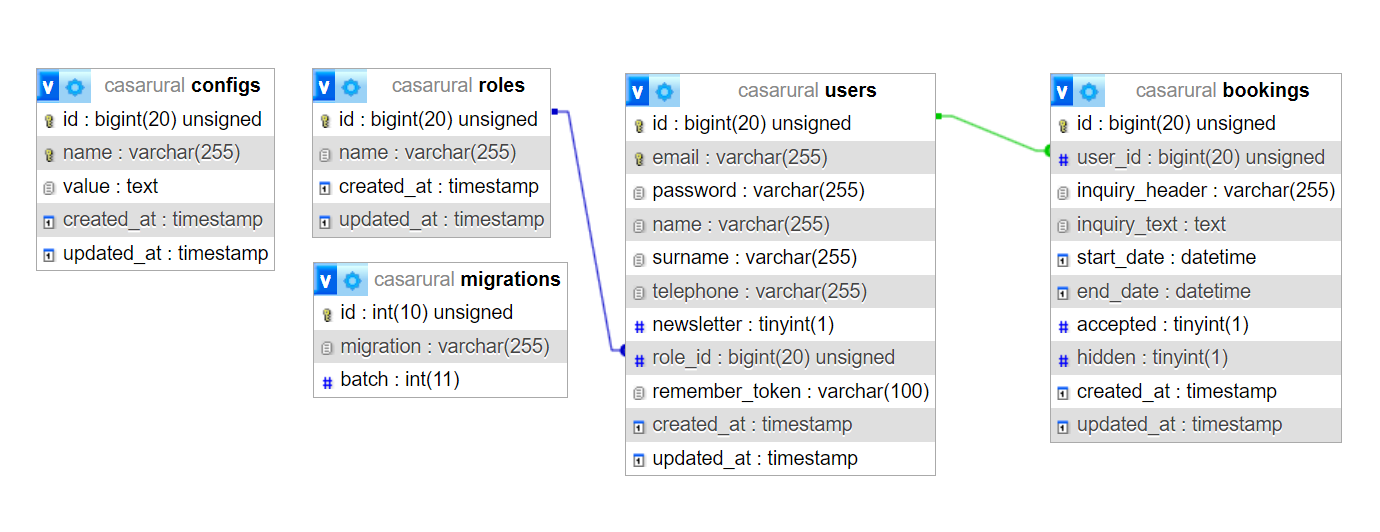 v casarural configs
id : bigint(20) unsigned
name : varchar(255)
value : text
created_at : timestamp
updated_at : timestamp
v casarural roles
id : bigint(20) unsigned
name : varchar(255)
created_at : timestamp
updated_at : timestamp
v casarural migrations
id : int(10) unsigned
migration : varchar(255)
# batch : int(11)
v casarural users
id : bigint(20) unsigned
email : varchar(255)
password : varchar(255)
name : varchar(255)
surname : varchar(255)
telephone : varchar(255)
# newsletter : tinyint(1)
# role_id : bigint(20) unsigned
remember_token : varchar(100)
created_at : timestamp
updated_at : timestamp
v casarural bookings
id : bigint(20) unsigned
# user_id : bigint(20) unsigned
inquiry_header : varchar(255)
inquiry_text : text
start_date : datetime
end_date : datetime
# accepted : tinyint(1)
# hidden : tinyint(1)
created_at : timestamp
updated_at : timestamp